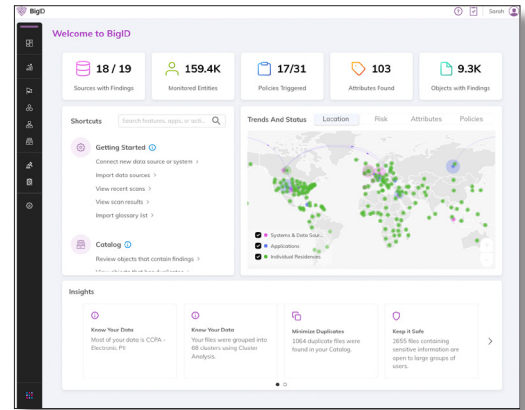 BigID
Sarah
Welcome to BigID
18 / 19
Sources with Findings
159.4K
Monitored Entities
17/31
Policies Triggered
103
Attributes Found
9.3K
Objects with Findings
Shortcuts
Search features, apps, or acti...
Getting Started
Connect new data source or system >
Import data sources >
View recent scans >
View scan results >
Import glossary list >
Catalog
Review objects that contain findings >
Trends And Status
Location
Risk
Attributes
Policies
Systems & Data Sour...
Applications
Individual Residences
Insights
Know Your Data
Most of your data is CCPA -
Electronic PII
Know Your Data
Your files were grouped into
68 clusters using Cluster
Analysis.
Minimize Duplicates
1064 duplicate files were
found in your Catalog.
Keep it Safe
2655 files containing
sensitive information are
open to large groups of
users.